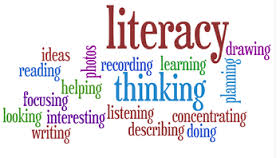 literacy
drawing
ideas
photos
recording
learning
planning
reading
helping
thinking
focusing
looking
interesting
listening
concentrating
writing
describing
doing